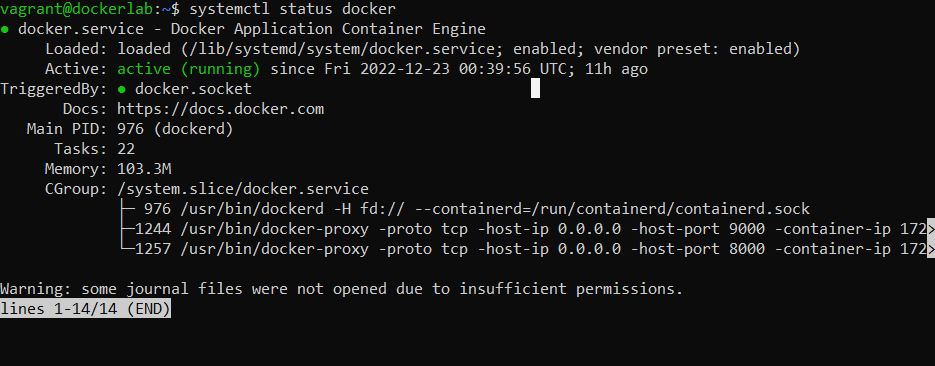 vagrant@dockerlab:~$ systemctl status docker
● docker.service - Docker Application Container Engine
     Loaded: loaded (/lib/systemd/system/docker.service; enabled; vendor preset: enabled)
     Active: active (running) since Fri 2022-12-23 00:39:56 UTC; 11h ago
TriggeredBy: ● docker.socket
       Docs: https://docs.docker.com
   Main PID: 976 (dockerd)
      Tasks: 22
     Memory: 103.3M
     CGroup: /system.slice/docker.service
             ├─ 976 /usr/bin/dockerd -H fd:// --containerd=/run/containerd/containerd.sock
             ├─1244 /usr/bin/docker-proxy -proto tcp -host-ip 0.0.0.0 -host-port 9000 -container-ip 172>
             └─1257 /usr/bin/docker-proxy -proto tcp -host-ip 0.0.0.0 -host-port 8000 -container-ip 172>
Warning: some journal files were not opened due to insufficient permissions.
lines 1-14/14 (END)